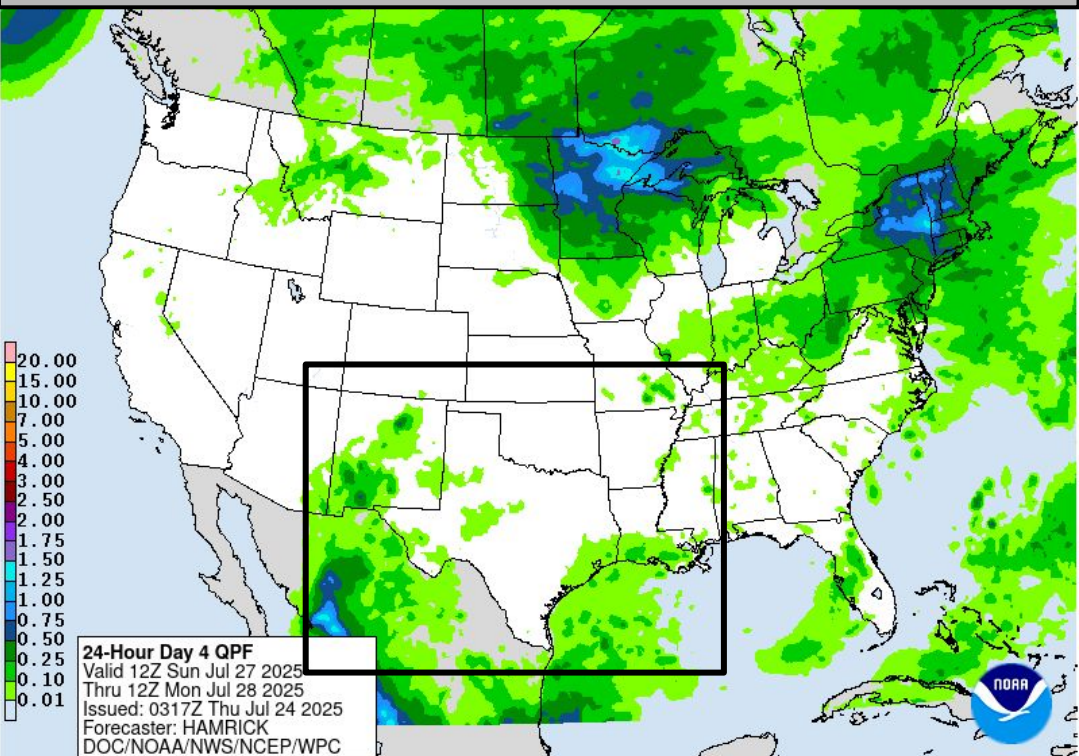 20.00
15.00
10.00
7.00
5.00
4.00
3.00
2.50
2.00
1.75
1.50
1.25
1.00
0.75
0.50
0.25
0.10
0.01
24-Hour Day 4 QPF
Valid 12Z Sun Jul 27 2025
Thru 12Z Mon Jul 28 2025
Issued: 0317Z Thu Jul 24 2025
Forecaster: HAMRICK
DOC/NOAA/NWS/NCEP/WPC
NOAA